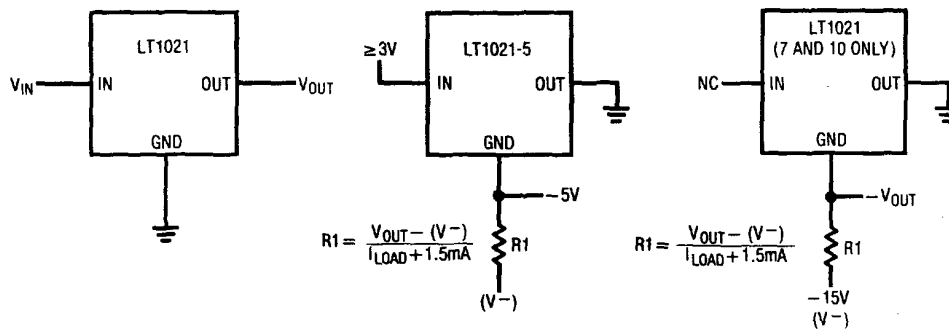 LT1021
V_IN
IN
OUT
V_OUT
GND
≥3V
LT1021-5
IN
OUT
GND
-5V
R1 = V_OUT - (V^-) / I_LOAD + 1.5mA
R1
(V^-)
LT1021
(7 AND 10 ONLY)
NC
IN
OUT
GND
-V_OUT
R1 = V_OUT - (V^-) / I_LOAD + 1.5mA
R1
-15V
(V^-)